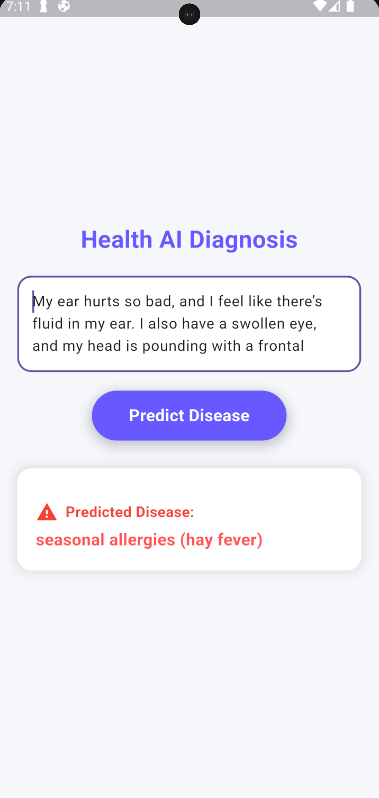 7:11
Health AI Diagnosis
My ear hurts so bad, and I feel like there's
fluid in my ear. I also have a swollen eye,
and my head is pounding with a frontal
Predict Disease
Predicted Disease:
seasonal allergies (hay fever)